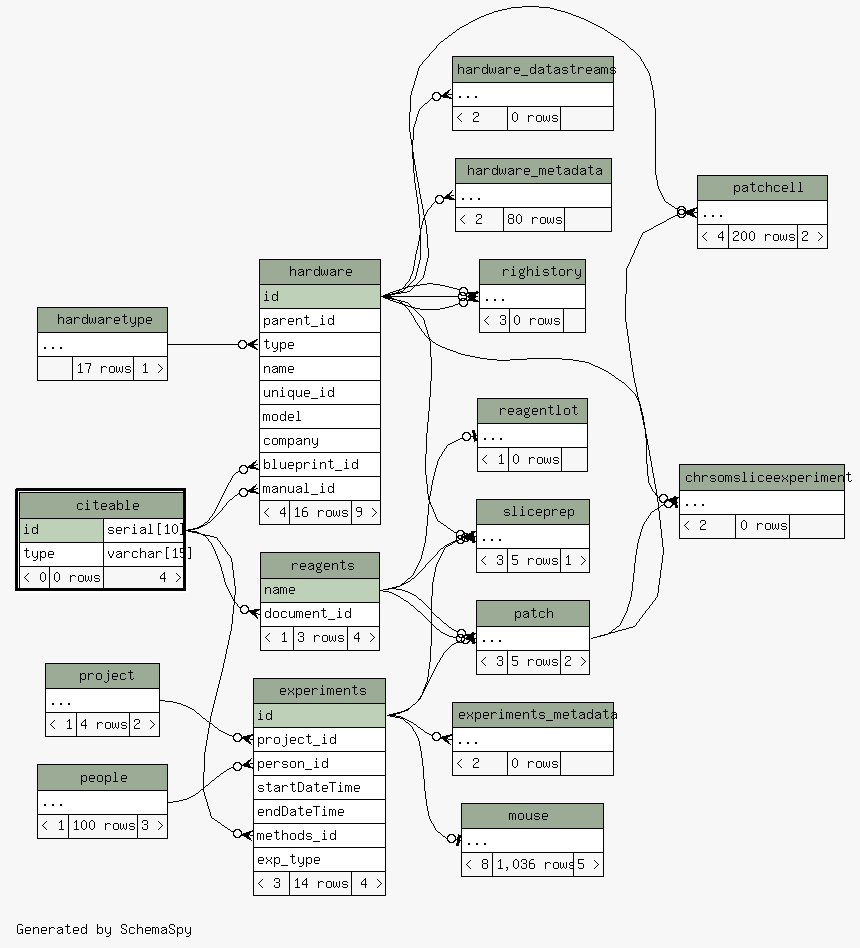 hardware_datastreams
...
< 2 0 rows
hardware_metadata
...
< 2 80 rows
patchcell
...
< 4 200 rows 2 >
hardware
id
parent_id
type
name
unique_id
model
company
blueprint_id
manual_id
< 4 16 rows 9 >
righistory
...
< 3 0 rows
hardwaretype
...
17 rows 1 >
reagentlot
...
< 1 0 rows
chrsomsliceexperiment
...
< 2 0 rows
citeable
id serial[10]
type varchar[15]
< 0 0 rows 4 >
sliceprep
...
< 3 5 rows 1 >
reagents
name
document_id
< 1 3 rows 4 >
patch
...
< 3 5 rows 2 >
project
...
< 1 4 rows 2 >
experiments
id
project_id
person_id
startDateTime
endDateTime
methods_id
exp_type
< 3 14 rows 4 >
experiments_metadata
...
< 2 0 rows
people
...
< 1 100 rows 3 >
mouse
...
< 8 1,036 rows 5 >
Generated by SchemaSpy